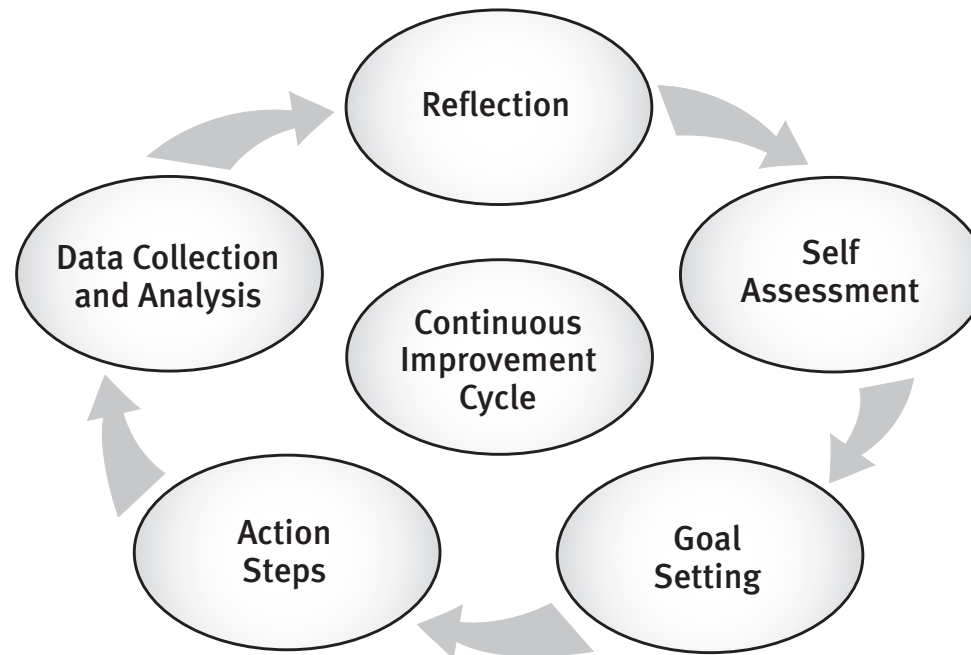 Reflection
Self
Assessment
Goal
Setting
Action
Steps
Data Collection
and Analysis
Continuous
Improvement
Cycle